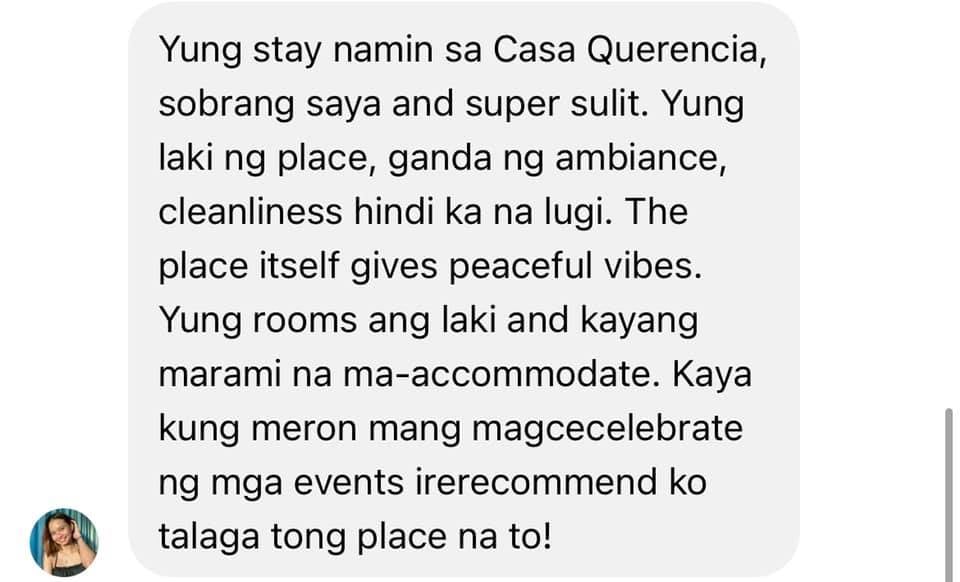 Yung stay namin sa Casa Querencia,
sobrang saya and super sulit. Yung
laki ng place, ganda ng ambiance,
cleanliness hindi ka na lugi. The
place itself gives peaceful vibes.
Yung rooms ang laki and kayang
marami na ma-accommodate. Kaya
kung meron mang magcecelebrate
ng mga events irerecommend ko
talaga tong place na to!